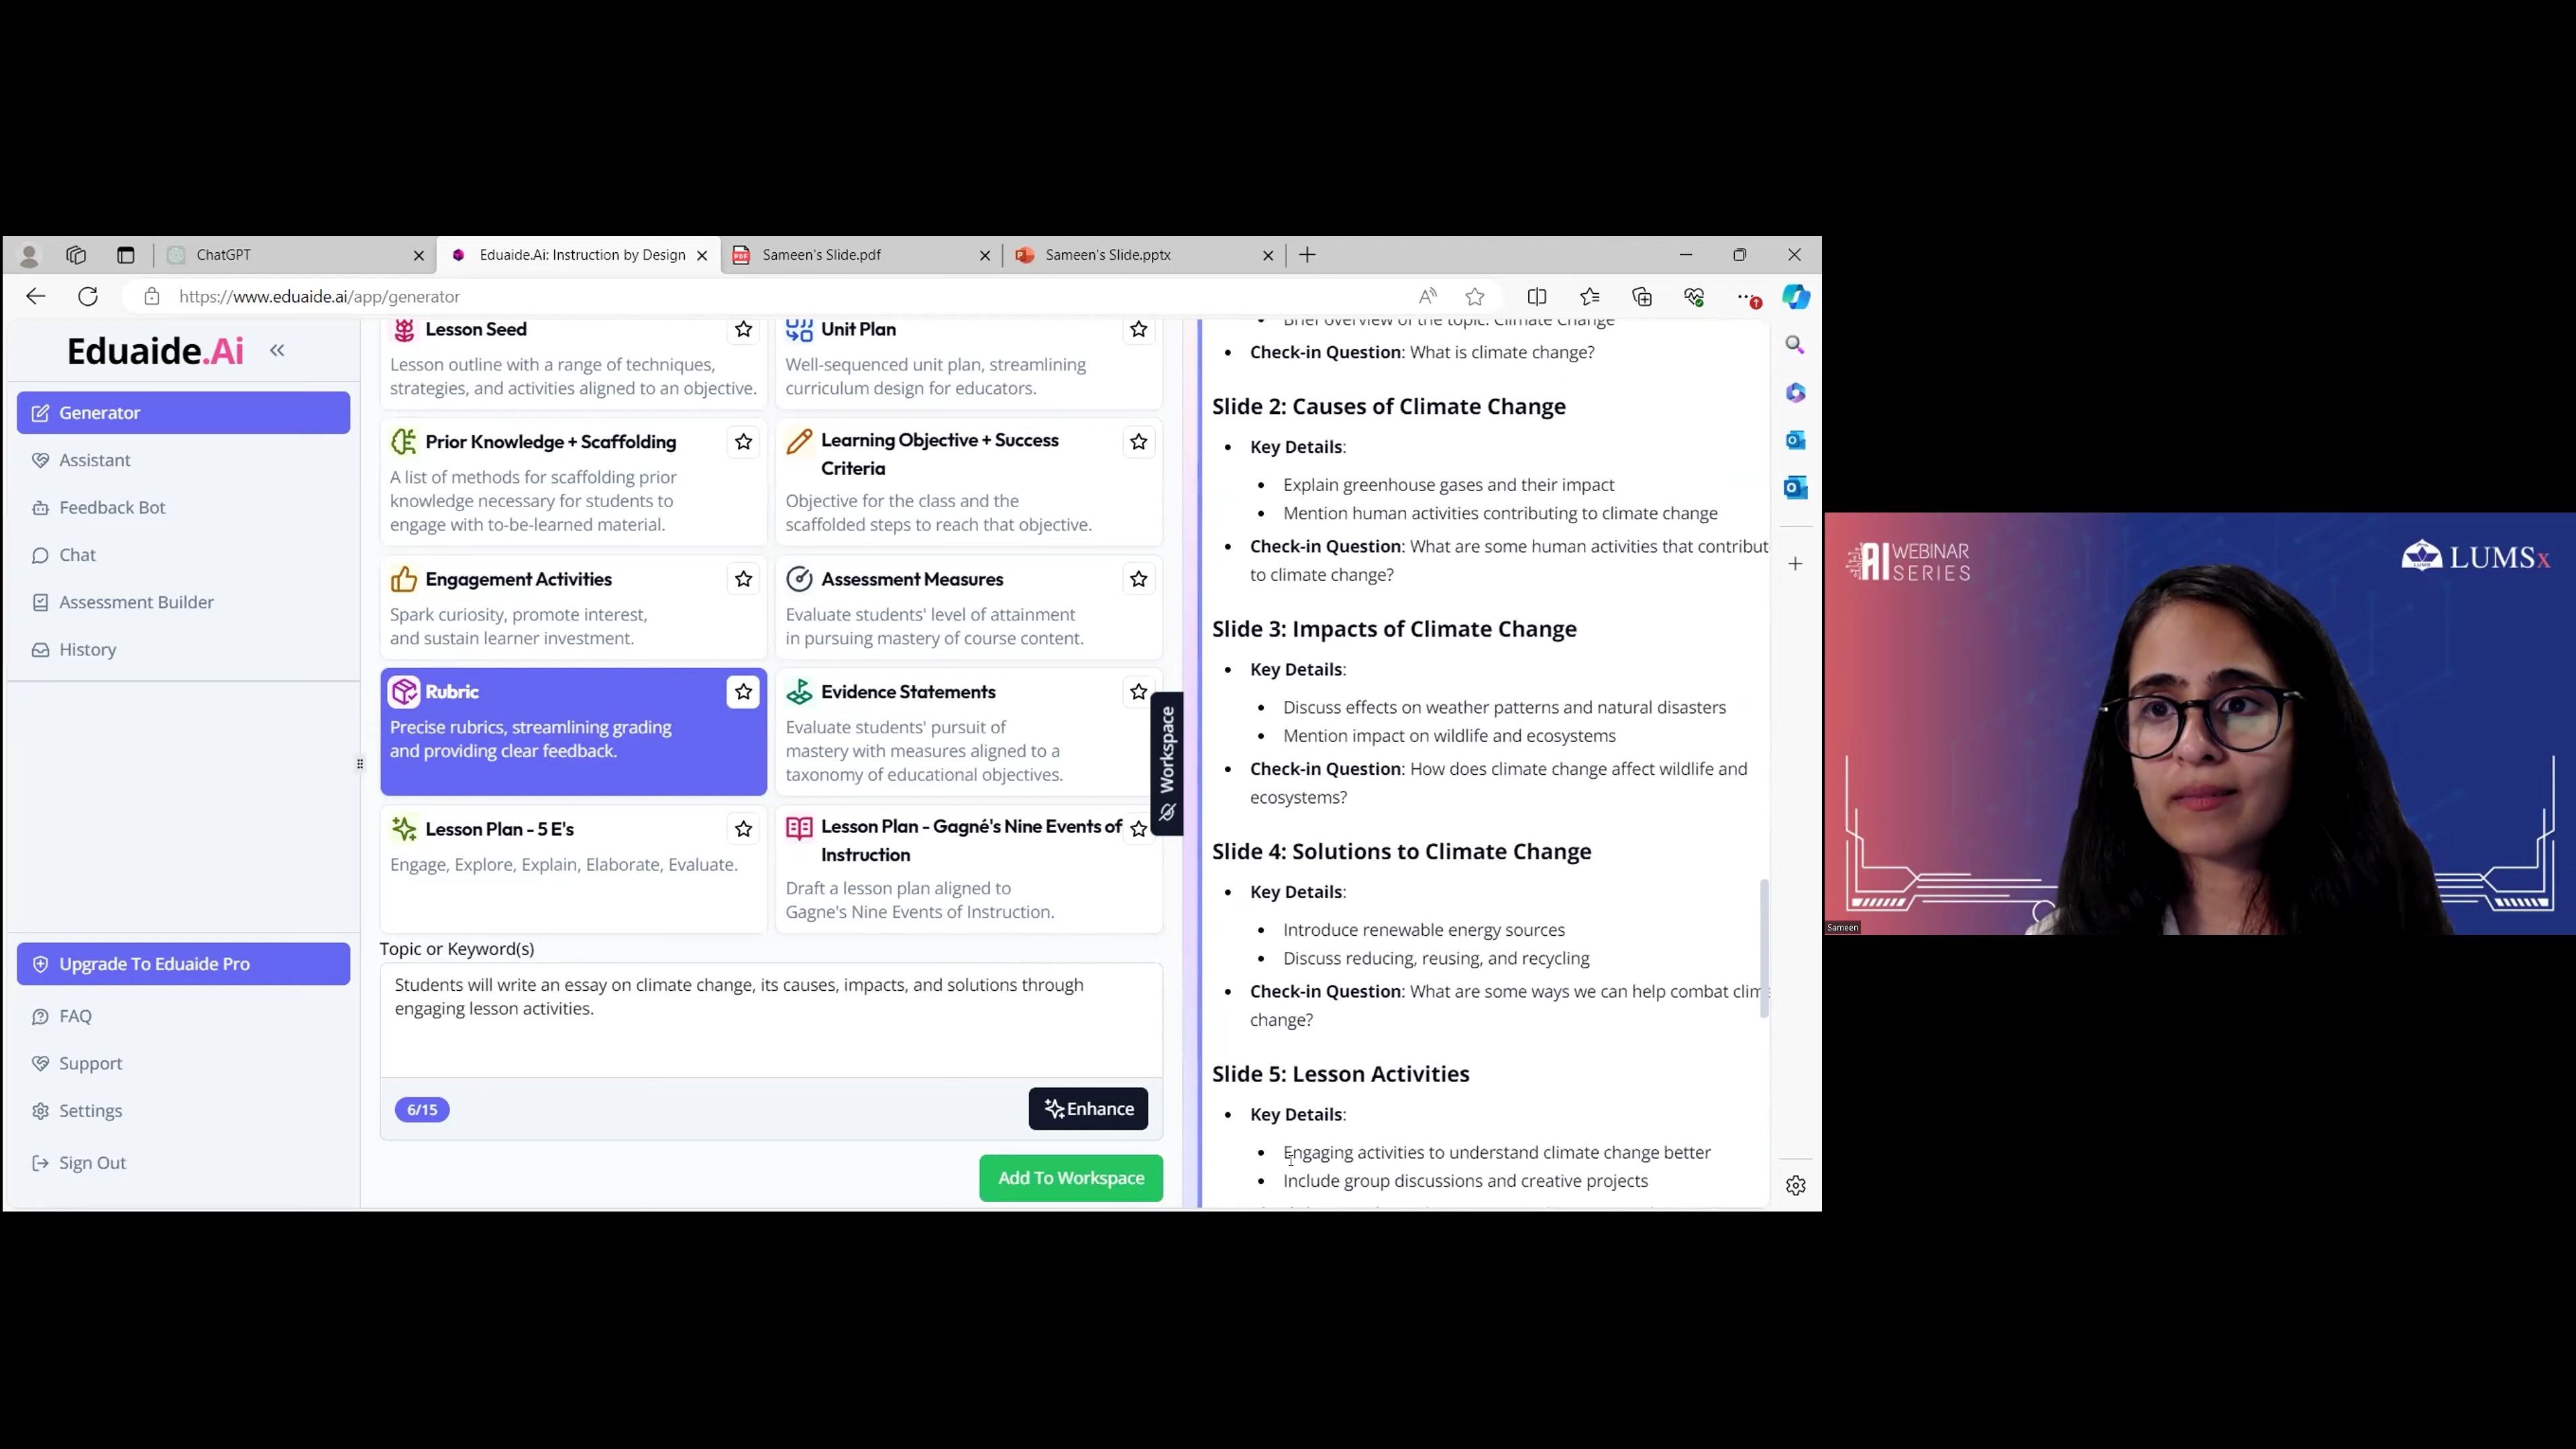 ChatGPT
Eduaide.Ai: Instruction by Design
Sameen's Slide.pdf
Sameen's Slide.pptx
https://www.eduaide.ai/app/generator
Eduaide.Ai
Generator
Assistant
Feedback Bot
Chat
Assessment Builder
History
Upgrade To Eduaide Pro
FAQ
Support
Settings
Sign Out
Lesson Seed
Lesson outline with a range of techniques,
strategies, and activities aligned to an objective.
Unit Plan
Well-sequenced unit plan, streamlining
curriculum design for educators.
Prior Knowledge + Scaffolding
A list of methods for scaffolding prior
knowledge necessary for students to
engage with to-be-learned material.
Learning Objective + Success
Criteria
Objective for the class and the
scaffolded steps to reach that objective.
Engagement Activities
Spark curiosity, promote interest,
and sustain learner investment.
Assessment Measures
Evaluate students' level of attainment
in pursuing mastery of course content.
Rubric
Precise rubrics, streamlining grading
and providing clear feedback.
Evidence Statements
Evaluate students' pursuit of
mastery with measures aligned to a
taxonomy of educational objectives.
Lesson Plan - 5 E's
Engage, Explore, Explain, Elaborate, Evaluate.
Lesson Plan - Gagné's Nine Events of
Instruction
Draft a lesson plan aligned to
Gagne's Nine Events of Instruction.
Topic or Keyword(s)
Students will write an essay on climate change, its causes, impacts, and solutions through
engaging lesson activities.
6/15
Enhance
Add To Workspace
Workspace
Brief overview of the topic: Climate Change
• Check-in Question: What is climate change?
Slide 2: Causes of Climate Change
• Key Details:
• Explain greenhouse gases and their impact
• Mention human activities contributing to climate change
• Check-in Question: What are some human activities that contribut
to climate change?
Slide 3: Impacts of Climate Change
• Key Details:
• Discuss effects on weather patterns and natural disasters
• Mention impact on wildlife and ecosystems
• Check-in Question: How does climate change affect wildlife and
ecosystems?
Slide 4: Solutions to Climate Change
• Key Details:
• Introduce renewable energy sources
• Discuss reducing, reusing, and recycling
• Check-in Question: What are some ways we can help combat clim
change?
Slide 5: Lesson Activities
• Key Details:
• Engaging activities to understand climate change better
• Include group discussions and creative projects
AI WEBINAR
SERIES
LUMSx
Sameen